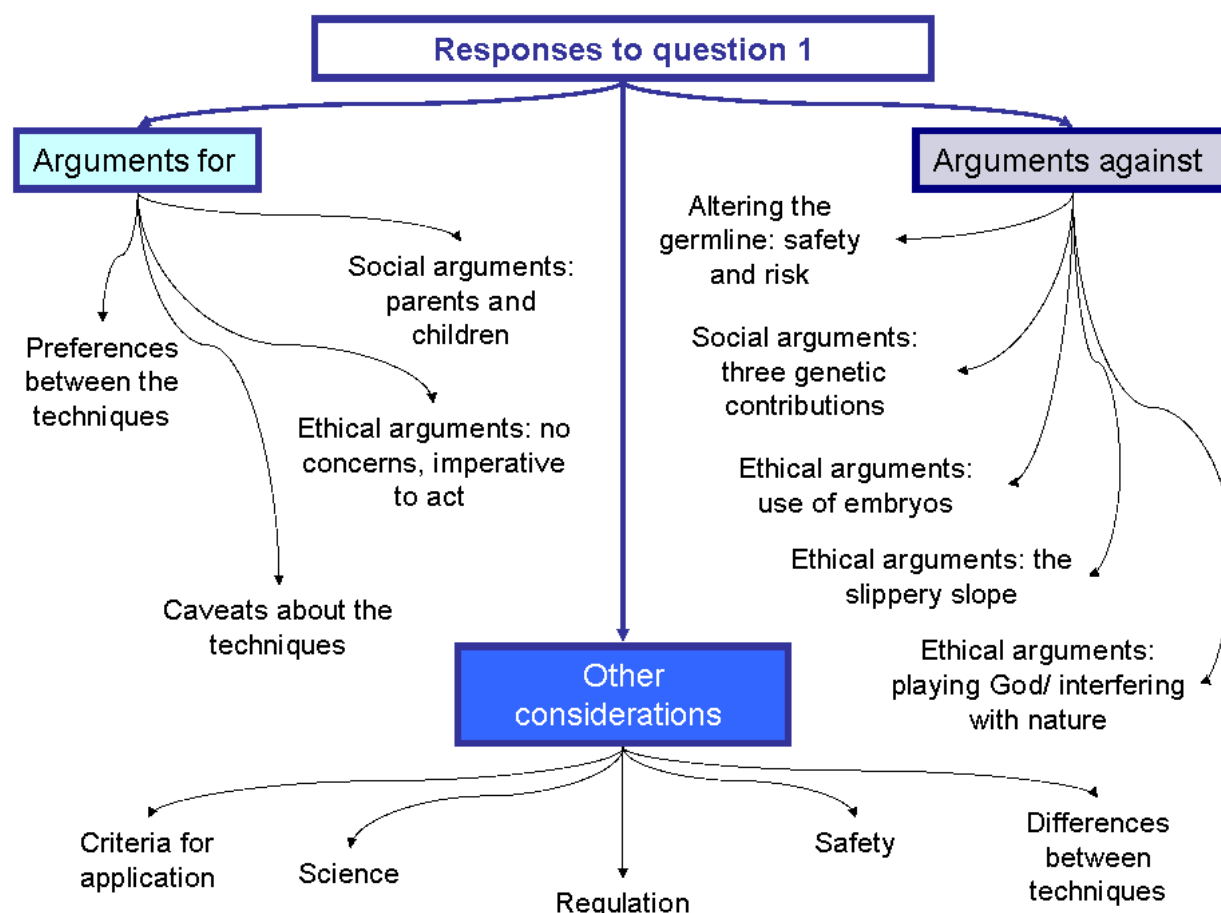 Responses to question 1
Arguments for
Arguments against
Social arguments:
parents and
children
Preferences
between the
techniques
Ethical arguments: no
concerns, imperative
to act
Caveats about the
techniques
Altering the
germline: safety
and risk
Social arguments:
three genetic
contributions
Ethical arguments:
use of embryos
Ethical arguments: the
slippery slope
Ethical arguments:
playing God/ interfering
with nature
Other
considerations
Criteria for
application
Science
Regulation
Safety
Differences
between
techniques